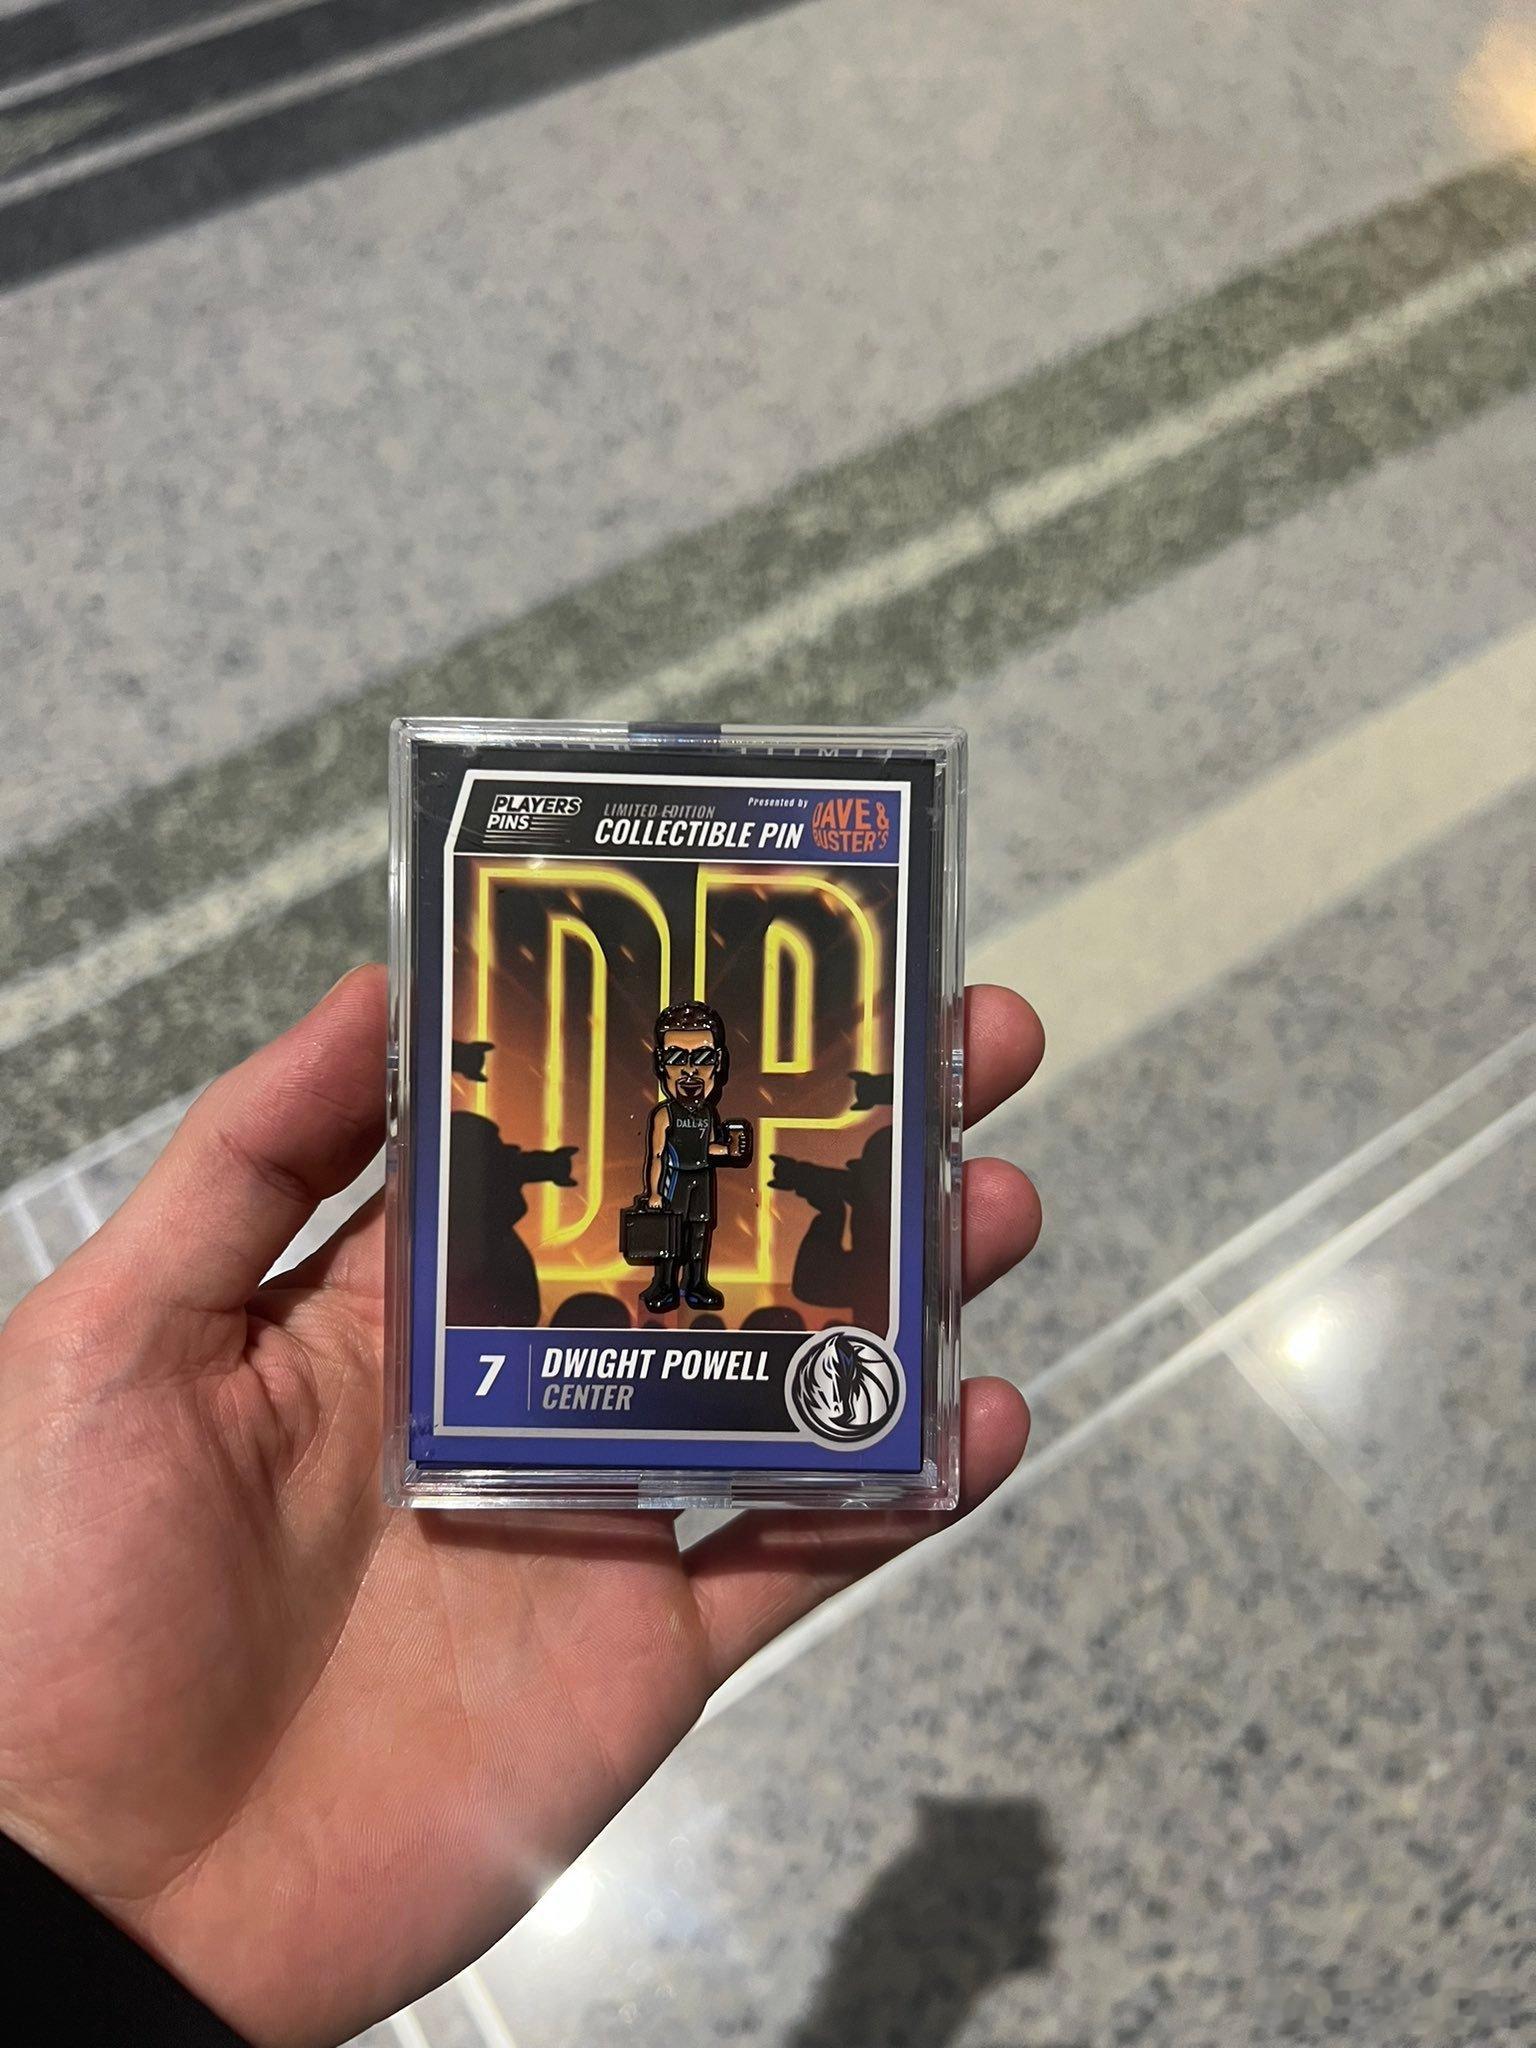 PLAYERS
PINS
LIMITED EDITION
COLLECTIBLE PIN
Presented by
DAVE &
BUSTER'S
DP
DALLAS
7
7
DWIGHT POWELL
CENTER